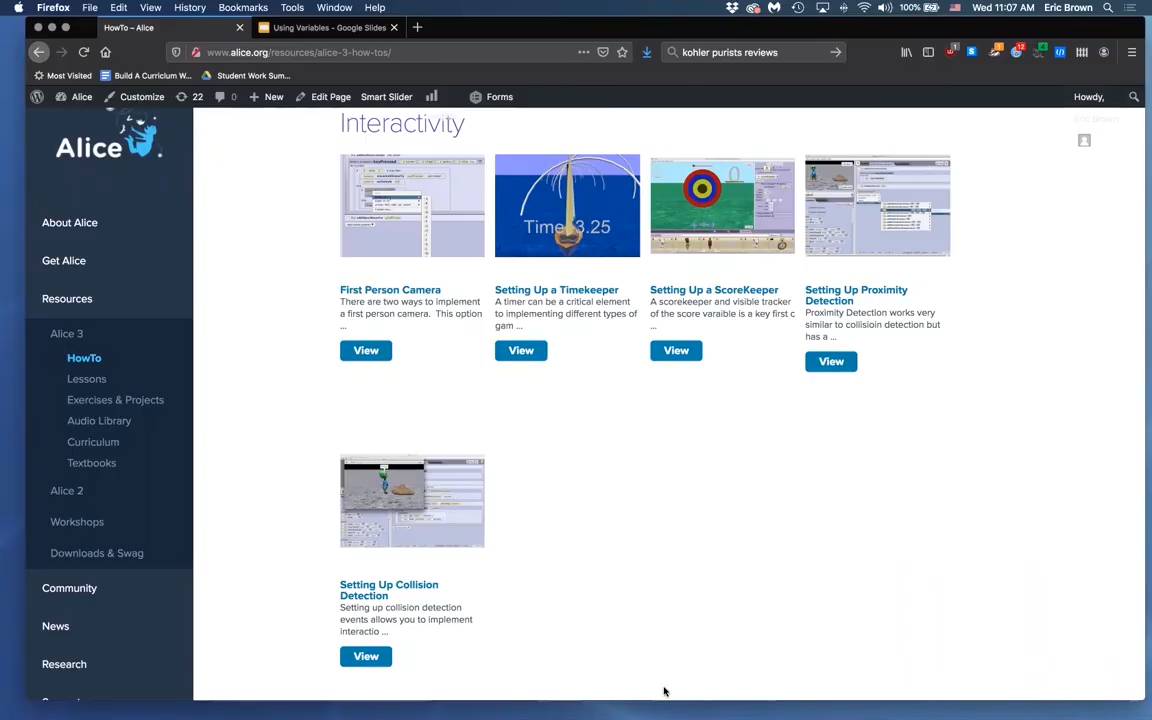 Firefox File Edit View History Bookmarks Tools Window Help 100% Wed 11:07 AM Eric Brown
HowTo – Alice Using Variables - Google Slides
www.alice.org/resources/alice-3-how-tos/ kohler purists reviews
Most Visited Build A Curriculum W... Student Work Sum...
Alice Customize 22 0 New Edit Page Smart Slider Forms Howdy,
Eric Brown
Alice
About Alice
Get Alice
Resources
Alice 3
HowTo
Lessons
Exercises & Projects
Audio Library
Curriculum
Textbooks
Alice 2
Workshops
Downloads & Swag
Community
News
Research
Interactivity
First Person Camera
There are two ways to implement
a first person camera. This option
...
View
3.25
Setting Up a Timekeeper
A timer can be a critical element
to implementing different types of
gam ...
View
Setting Up a ScoreKeeper
A scorekeeper and visible tracker
of the score varaible is a key first c
...
View
Setting Up Proximity
Detection
Proximity Detection works very
similar to collisioin detection but
has a ...
View
Setting Up Collision
Detection
Setting up collision detection
events allows you to implement
interactio ...
View